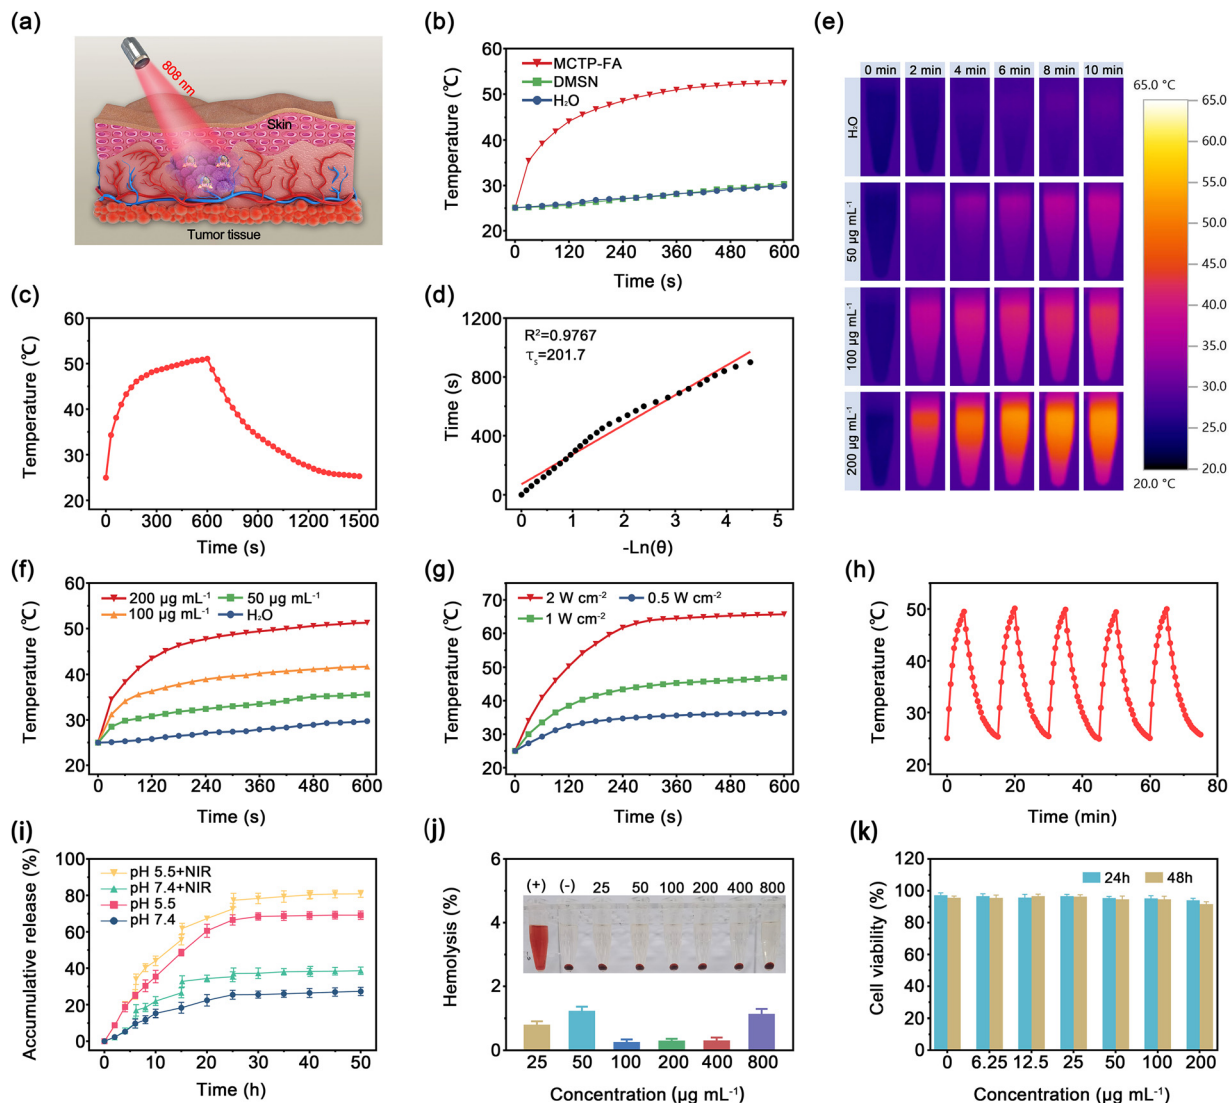 (a)
808 nm
Skin
Tumor tissue
(b)
Temperature (℃)
60
50
40
30
20
MCTP-FA
DMSN
H₂O
0 120 240 360 480 600
Time (s)
(c)
Temperature (℃)
60
50
40
30
20
0 300 600 900 1200 1500
Time (s)
(d)
Time (s)
1200
800
400
0
R²=0.9767
τs=201.7
0 1 2 3 4 5
-Ln(θ)
(e)
0 min 2 min 4 min 6 min 8 min 10 min
H₂O
50 μg mL⁻¹
100 μg mL⁻¹
200 μg mL⁻¹
65.0 °C
65.0
60.0
55.0
50.0
45.0
40.0
35.0
30.0
25.0
20.0
20.0 °C
(f)
Temperature (℃)
60
50
40
30
20
200 μg mL⁻¹ 50 μg mL⁻¹
100 μg mL⁻¹ H₂O
0 120 240 360 480 600
Time (s)
(g)
Temperature (℃)
70
60
50
40
30
20
2 W cm⁻² 0.5 W cm⁻²
1 W cm⁻²
0 120 240 360 480 600
Time (s)
(h)
Temperature (℃)
60
50
40
30
20
0 20 40 60 80
Time (min)
(i)
Accumulative release (%)
100
80
60
40
20
0
pH 5.5+NIR
pH 7.4+NIR
pH 5.5
pH 7.4
0 10 20 30 40 50
Time (h)
(j)
Hemolysis (%)
6
4
2
0
(+) (-) 25 50 100 200 400 800
25 50 100 200 400 800
Concentration (μg mL⁻¹)
(k)
Cell viability (%)
120
100
80
60
40
20
0
24h 48h
0 6.25 12.5 25 50 100 200
Concentration (μg mL⁻¹)